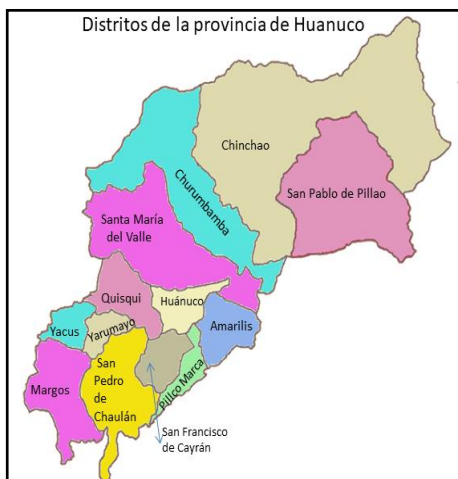 Distritos de la provincia de Huanuco
Chinchao
San Pablo de Pillao
Churumbamba
Santa María
del Valle
Quisqui
Huánuco
Yacus
Yarumayo
Amarilis
San
Pedro
de
Chaulán
Margos
Pillco Marca
San Francisco
de Cayrán